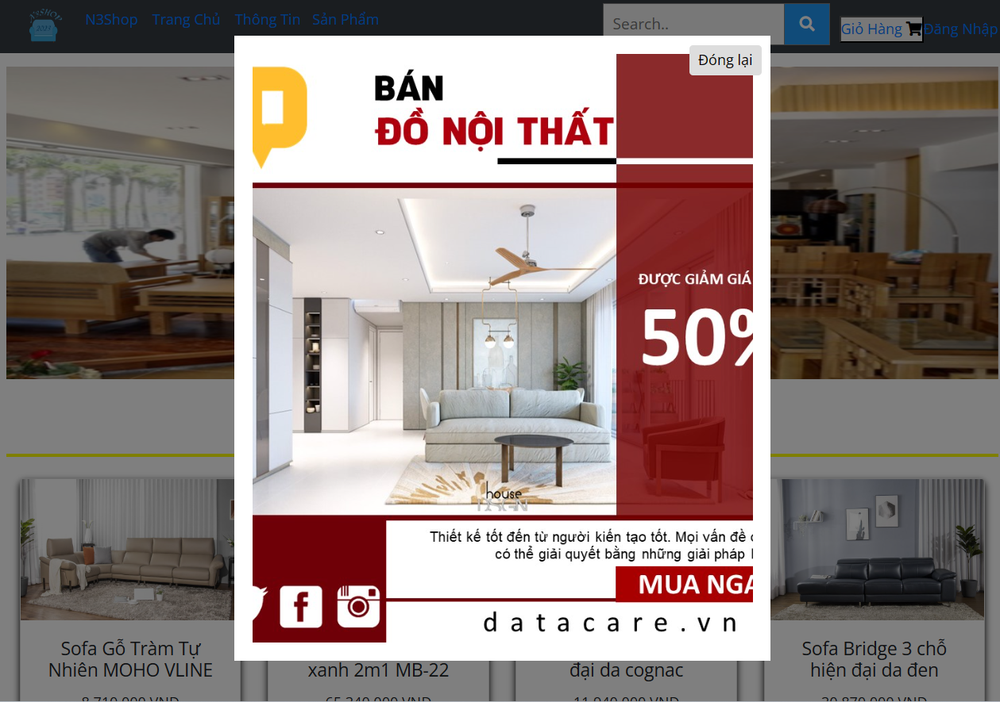 N3SHOP
2023
N3Shop Trang Chủ Thông Tin Sản Phẩm
Search..
Giỏ Hàng Đăng Nhập
Đóng lại
BÁN
ĐỒ NỘI THẤT
ĐƯỢC GIẢM GIÁ
50%
house
DSGN
Thiết kế tốt đến từ người kiến tạo tốt. Mọi vấn đề
có thể giải quyết bằng những giải pháp
MUA NGA
datacare.vn
Sofa Gỗ Tràm Tự
Nhiên MOHO VLINE
8,710,000 VND
xanh 2m1 MB-22
65,340,000 VND
đại da cognac
11,940,000 VND
Sofa Bridge 3 chỗ
hiện đại da đen
30,870,000 VND